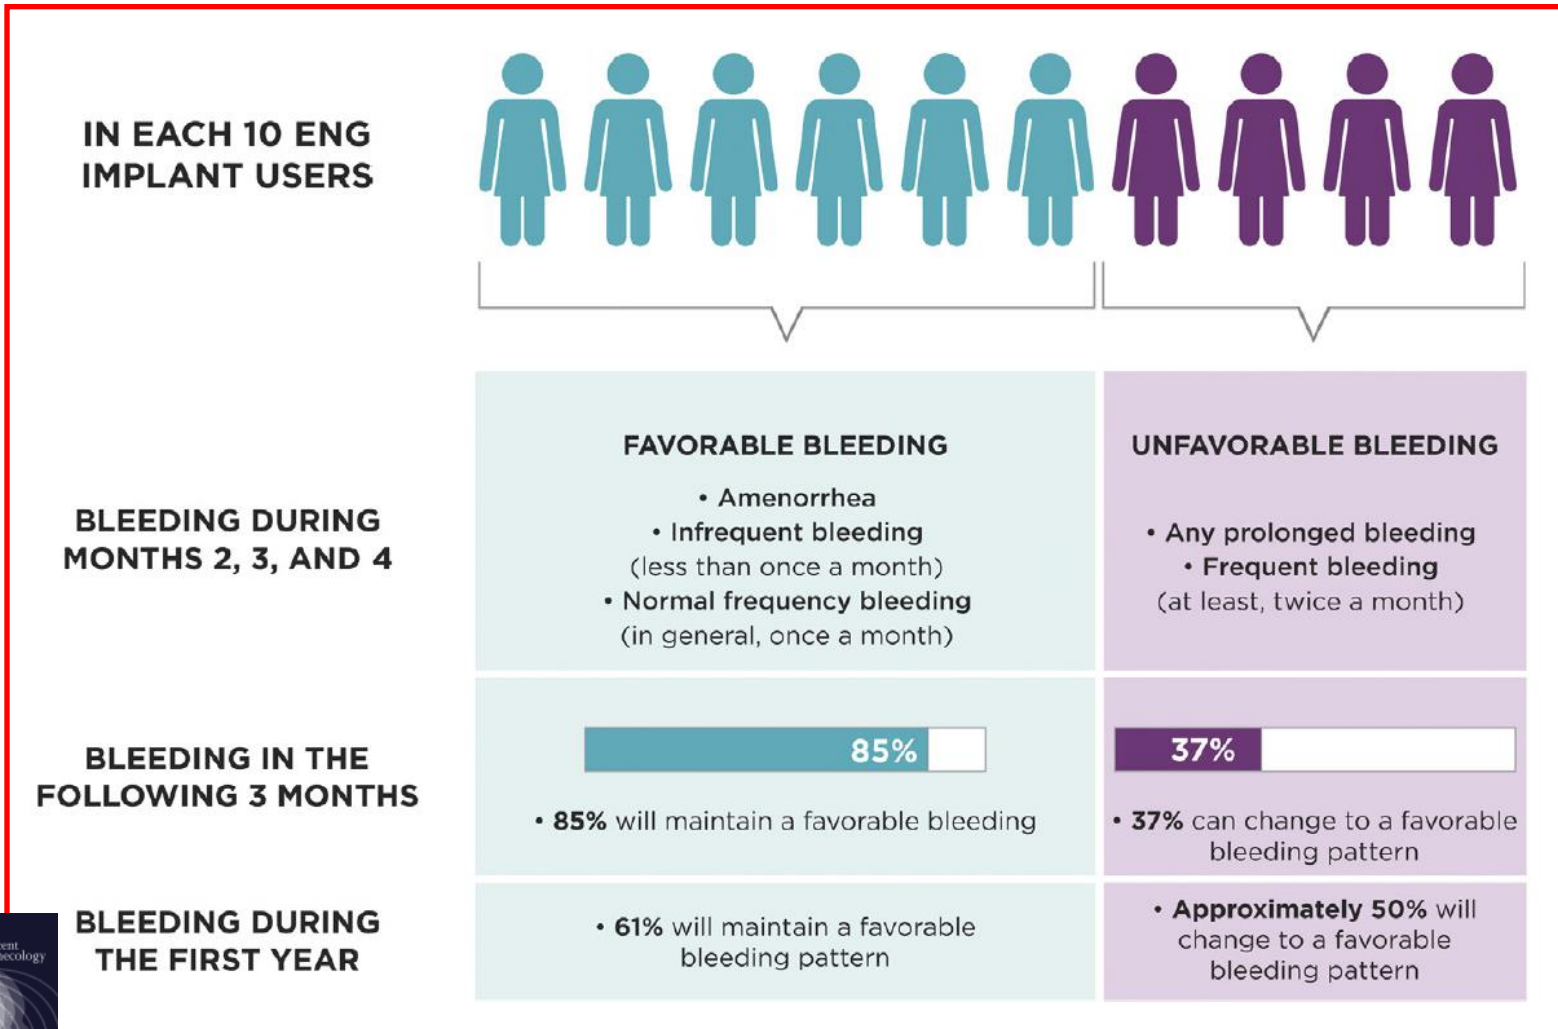 IN EACH 10 ENG
IMPLANT USERS
BLEEDING DURING
MONTHS 2, 3, AND 4
FAVORABLE BLEEDING
• Amenorrhea
• Infrequent bleeding
(less than once a month)
• Normal frequency bleeding
(in general, once a month)
UNFAVORABLE BLEEDING
• Any prolonged bleeding
• Frequent bleeding
(at least, twice a month)
BLEEDING IN THE
FOLLOWING 3 MONTHS
85%
• 85% will maintain a favorable bleeding
37%
• 37% can change to a favorable
bleeding pattern
BLEEDING DURING
THE FIRST YEAR
• 61% will maintain a favorable
bleeding pattern
• Approximately 50% will
change to a favorable
bleeding pattern